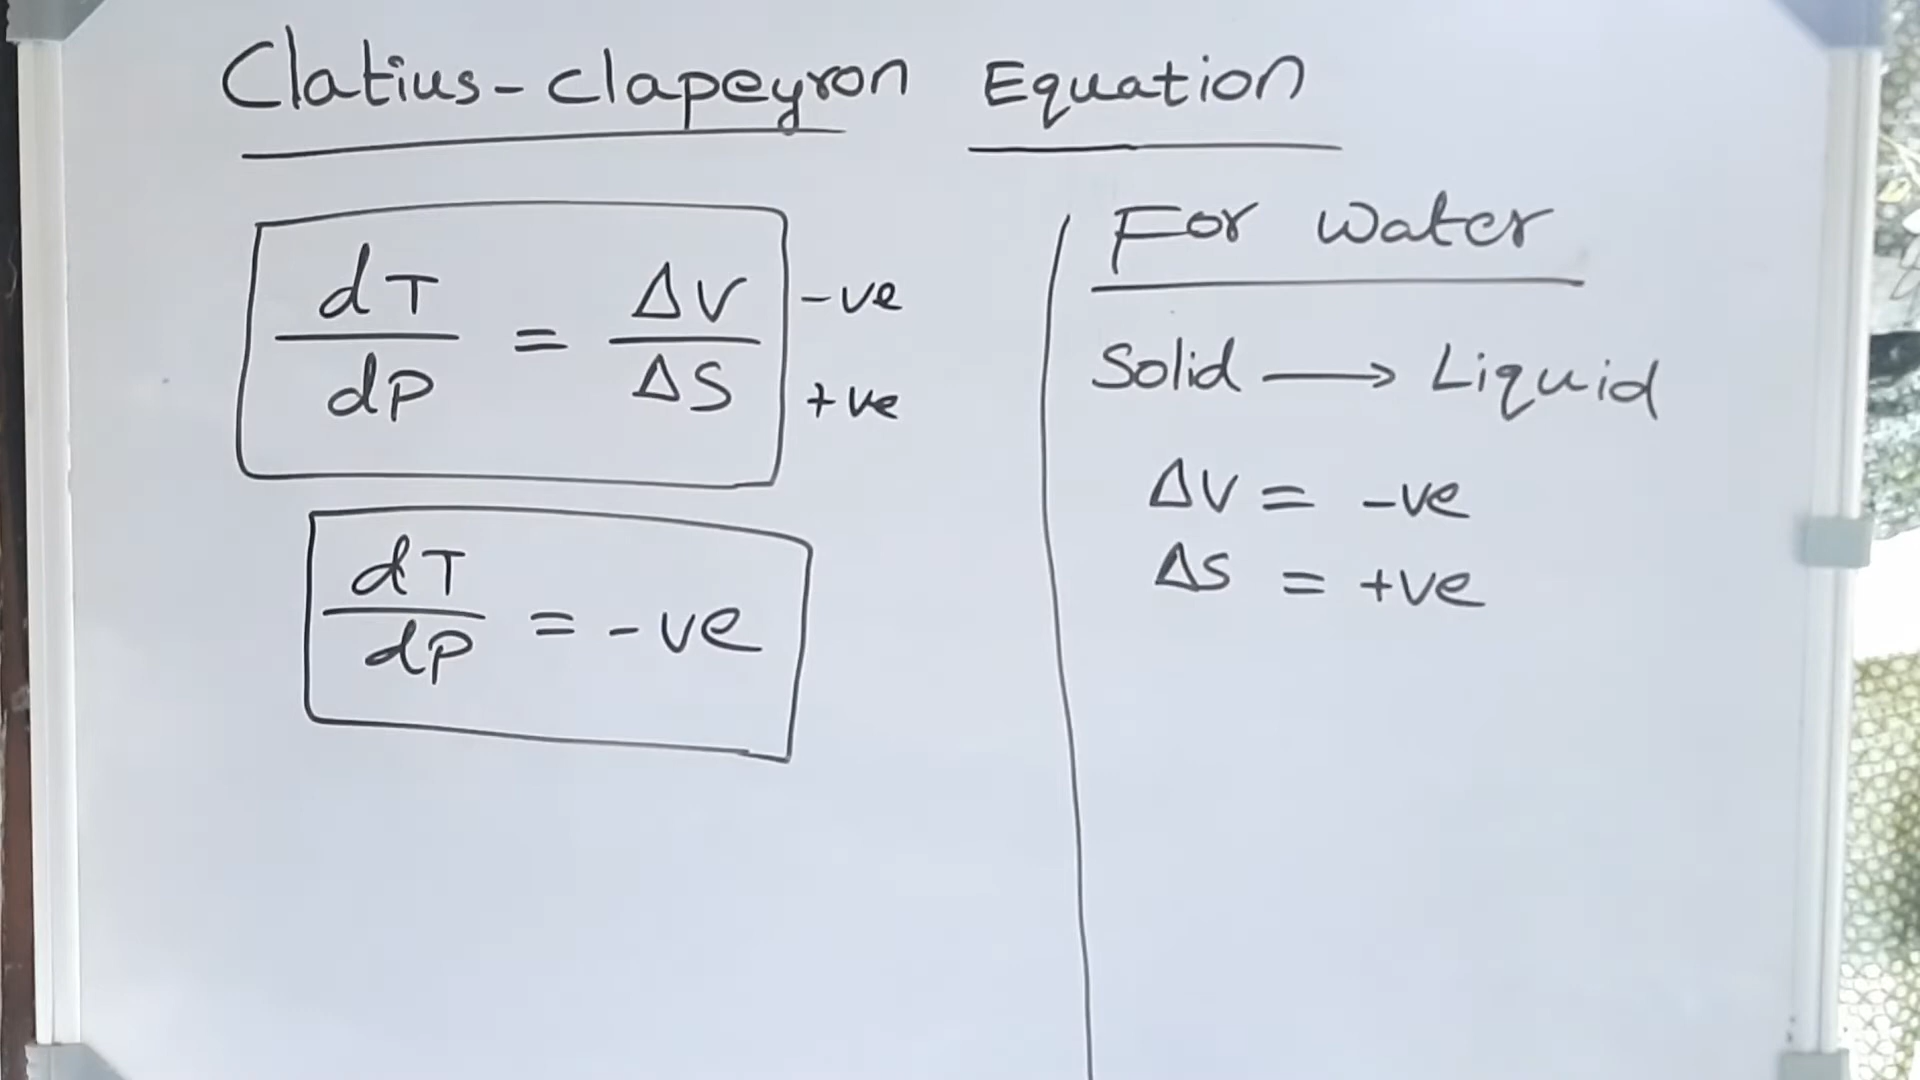 Clatius-Clapeyron Equation
dT/dP = ΔV/ΔS -ve +ve
dT/dP = -ve
For water
Solid → Liquid
ΔV = -ve
ΔS = +ve